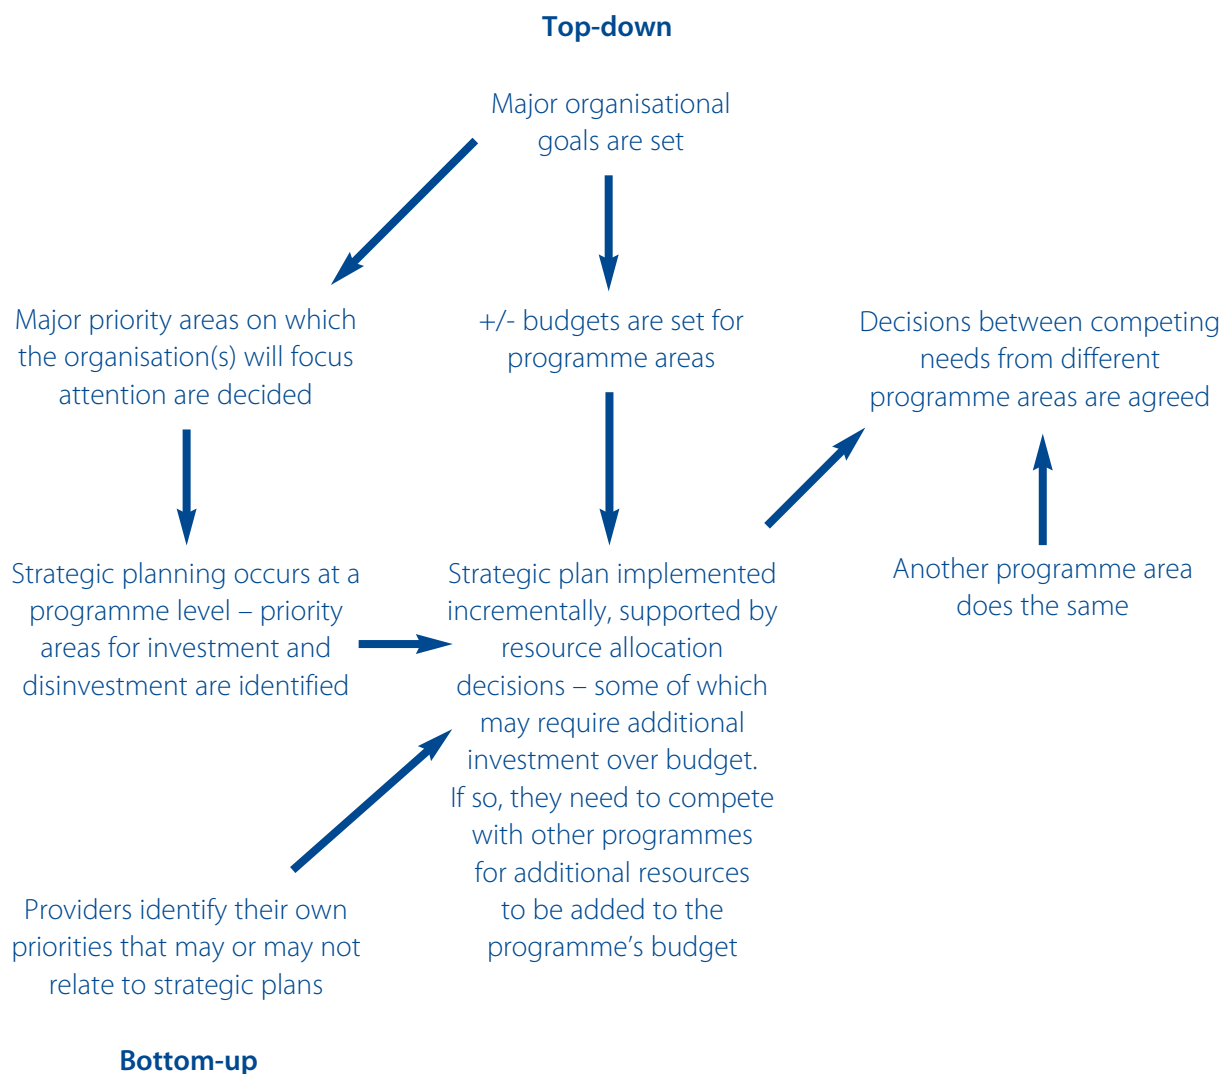 Top-down
Major organisational
goals are set
Major priority areas on which
the organisation(s) will focus
attention are decided
+/- budgets are set for
programme areas
Decisions between competing
needs from different
programme areas are agreed
Strategic planning occurs at a
programme level – priority
areas for investment and
disinvestment are identified
Strategic plan implemented
incrementally, supported by
resource allocation
decisions – some of which
may require additional
investment over budget.
If so, they need to compete
with other programmes
for additional resources
to be added to the
programme’s budget
Another programme area
does the same
Providers identify their own
priorities that may or may not
relate to strategic plans
Bottom-up